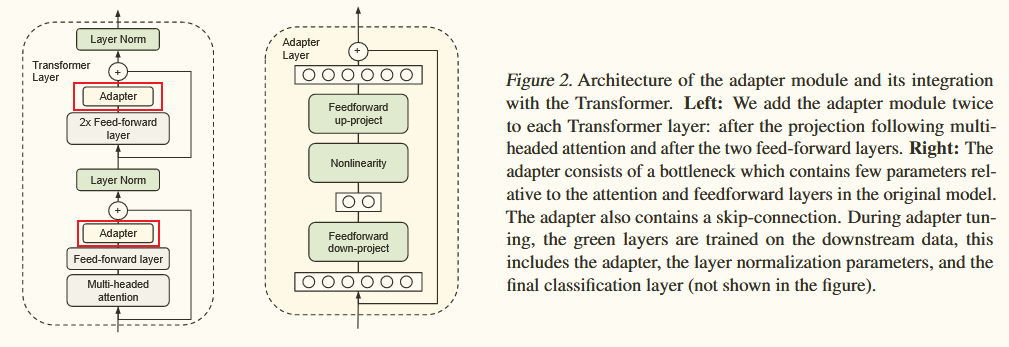 Layer Norm
Transformer
Layer
+
Adapter
2x Feed-forward
layer
Layer Norm
+
Adapter
Feed-forward layer
Multi-headed
attention
Adapter
Layer
+
Feedforward
up-project
Nonlinearity
Feedforward
down-project
Figure 2. Architecture of the adapter module and its integration
with the Transformer. Left: We add the adapter module twice
to each Transformer layer: after the projection following multi-
headed attention and after the two feed-forward layers. Right: The
adapter consists of a bottleneck which contains few parameters rel-
ative to the attention and feedforward layers in the original model.
The adapter also contains a skip-connection. During adapter tun-
ing, the green layers are trained on the downstream data, this
includes the adapter, the layer normalization parameters, and the
final classification layer (not shown in the figure).